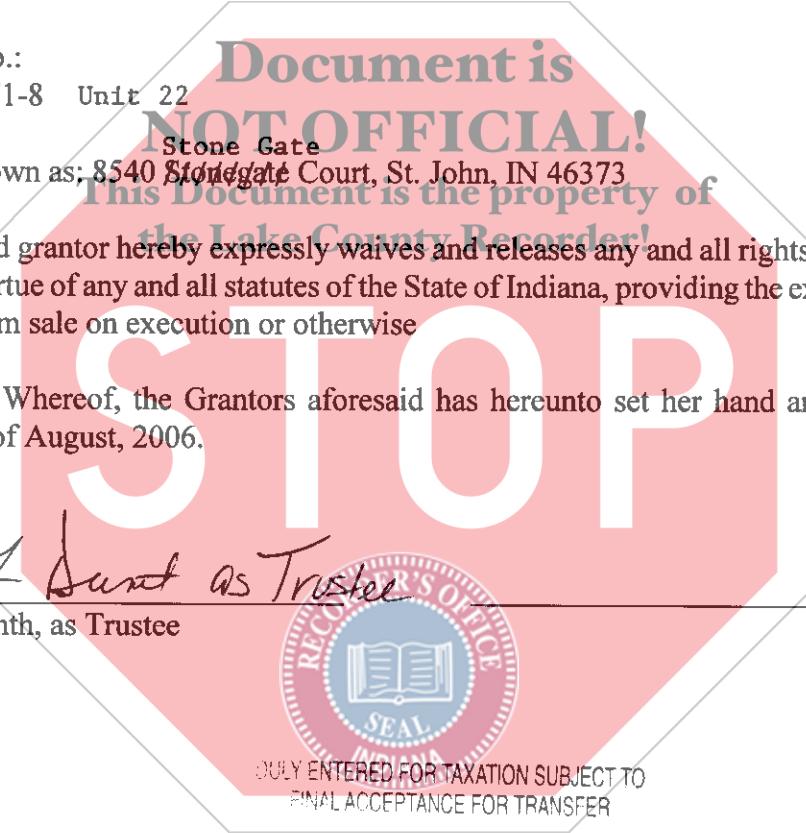 Document is
o.:
1-8 Unit 22
NOT OFFICIAL!
Stone Gate
own as; 8540 Stonegate Court, St. John, IN 46373
This Document is the property of
the Lake County Recorder!
d grantor hereby expressly waives and releases any and all rights
rtue of any and all statutes of the State of Indiana, providing the ex
m sale on execution or otherwise
STOP
Whereof, the Grantors aforesaid has hereunto set her hand an
of August, 2006.
as Trustee
nth, as Trustee
RECORDER'S OFFICE
SEAL
INDIANA
DULY ENTERED FOR TAXATION SUBJECT TO
FINAL ACCEPTANCE FOR TRANSFER